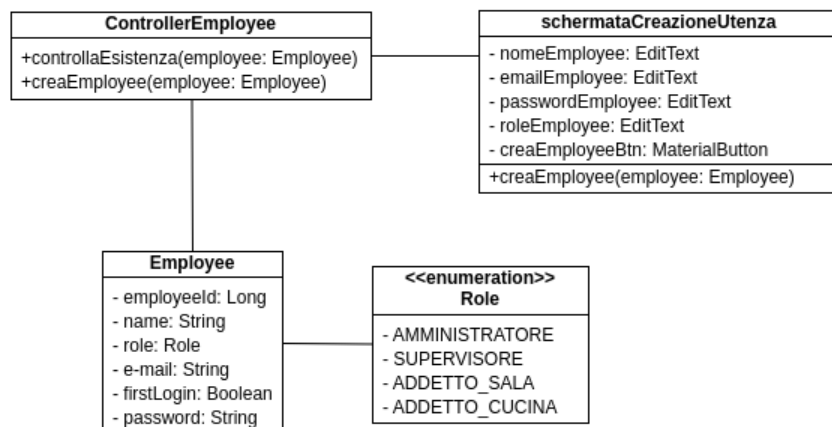 ControllerEmployee
+controllaEsistenza(employee: Employee)
+creaEmployee(employee: Employee)
schermataCreazioneUtenza
- nomeEmployee: EditText
- emailEmployee: EditText
- passwordEmployee: EditText
- roleEmployee: EditText
- creaEmployeeBtn: MaterialButton
+creaEmployee(employee: Employee)
Employee
- employeeId: Long
- name: String
- role: Role
- e-mail: String
- firstLogin: Boolean
- password: String
<<enumeration>>
Role
- AMMINISTRATORE
- SUPERVISORE
- ADDETTO_SALA
- ADDETTO_CUCINA